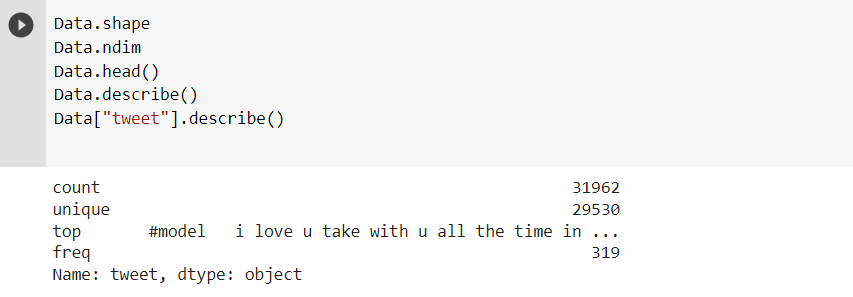 Data.shape
Data.ndim
Data.head()
Data.describe()
Data["tweet"].describe()
count 31962
unique 29530
top #model i love u take with u all the time in ...
freq 319
Name: tweet, dtype: object